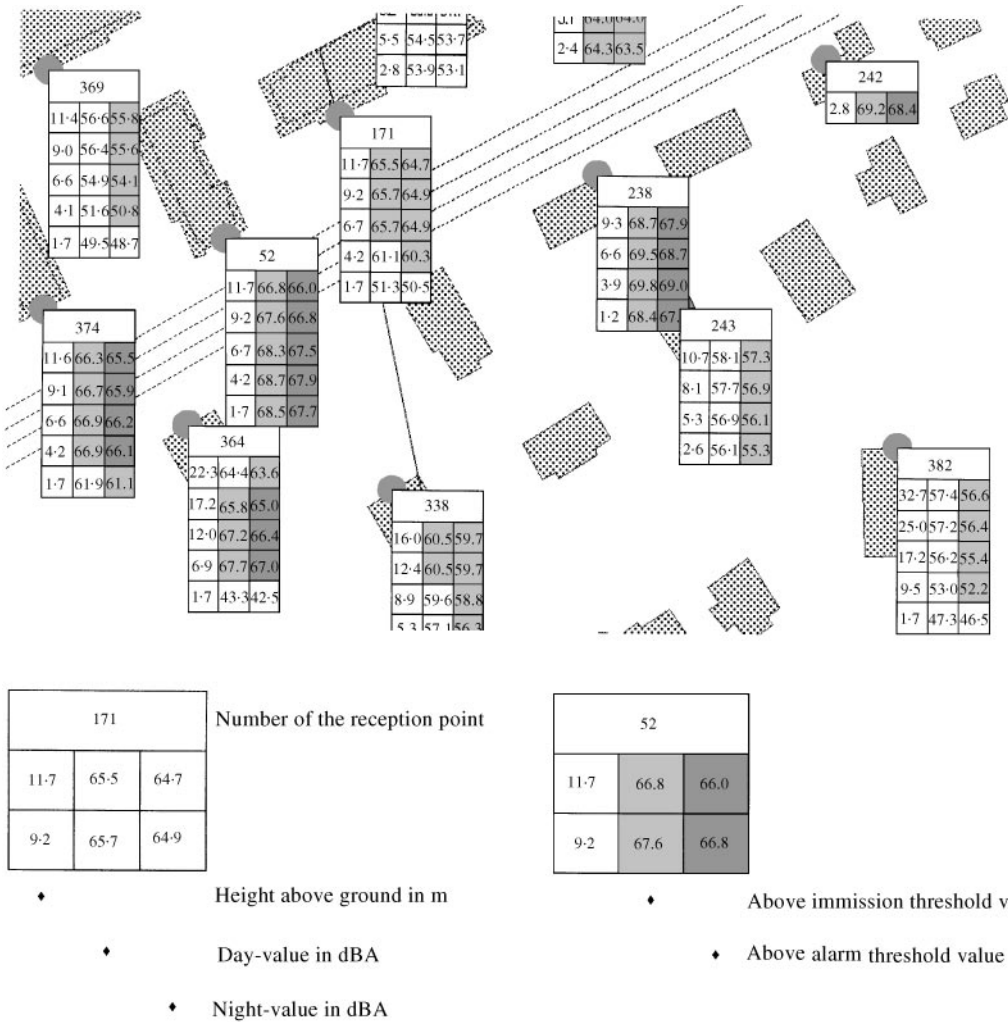 5·5 54·5 53·7
2·8 53·9 53·1
64·0 64·0
2·4 64·3 63·5
242
2·8 69·2 68·4
369
11·4 56·6 55·8
9·0 56·4 55·6
6·6 54·9 54·1
4·1 51·6 50·8
1·7 49·5 48·7
171
11·7 65·5 64·7
9·2 65·7 64·9
6·7 65·7 64·9
4·2 61·1 60·3
1·7 51·3 50·5
238
9·3 68·7 67·9
6·6 69·5 68·7
3·9 69·8 69·0
1·2 68·4 67.
52
11·7 66·8 66·0
9·2 67·6 66·8
6·7 68·3 67·5
4·2 68·7 67·9
1·7 68·5 67·7
374
11·6 66·3 65·5
9·1 66·7 65·9
6·6 66·9 66·2
4·2 66·9 66·1
1·7 61·9 61·1
243
10·7 58·1 57·3
8·1 57·7 56·9
5·3 56·9 56·1
2·6 56·1 55·3
364
22·3 64·4 63·6
17.2 65·8 65·0
12·0 67·2 66·4
6·9 67·7 67·0
1·7 43·3 42·5
338
16·0 60·5 59·7
12·4 60·5 59·7
8·9 59·6 58·8
5·3 57·1 56·3
382
32·7 57·4 56·6
25·0 57·2 56·4
17·2 56·2 55·4
9·5 53·0 52·2
1·7 47·3 46·5
171 Number of the reception point
11·7 65·5 64·7
9·2 65·7 64·9
Height above ground in m
Day-value in dBA
Night-value in dBA
52
11·7 66.8 66.0
9·2 67.6 66.8
Above immission threshold v
Above alarm threshold value